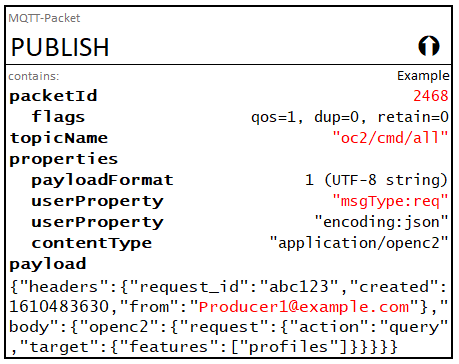 MQTT-Packet
PUBLISH
contains: Example
packetId 2468
flags qos=1, dup=0, retain=0
topicName "oc2/cmd/all"
properties
payloadFormat 1 (UTF-8 string)
userProperty "msgType:req"
userProperty "encoding:json"
contentType "application/openc2"
payload
{"headers":{"request_id":"abc123","created":
1610483630,"from":"Producer1@example.com"},"
body":{"openc2":{"request":{"action":"query"
,"target":{"features":["profiles"]}}}}}